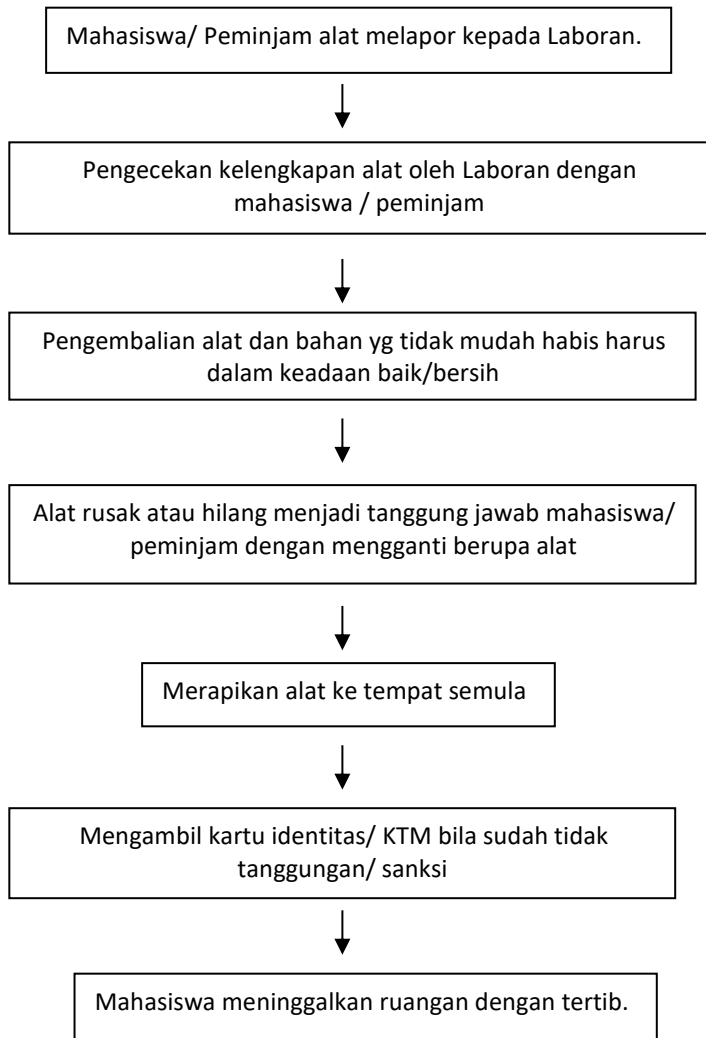 Mahasiswa/ Peminjam alat melapor kepada Laboran.
Pengecekan kelengkapan alat oleh Laboran dengan
mahasiswa / peminjam
Pengembalian alat dan bahan yg tidak mudah habis harus
dalam keadaan baik/bersih
Alat rusak atau hilang menjadi tanggung jawab mahasiswa/
peminjam dengan mengganti berupa alat
Merapikan alat ke tempat semula
Mengambil kartu identitas/ KTM bila sudah tidak
tanggungan/ sanksi
Mahasiswa meninggalkan ruangan dengan tertib.